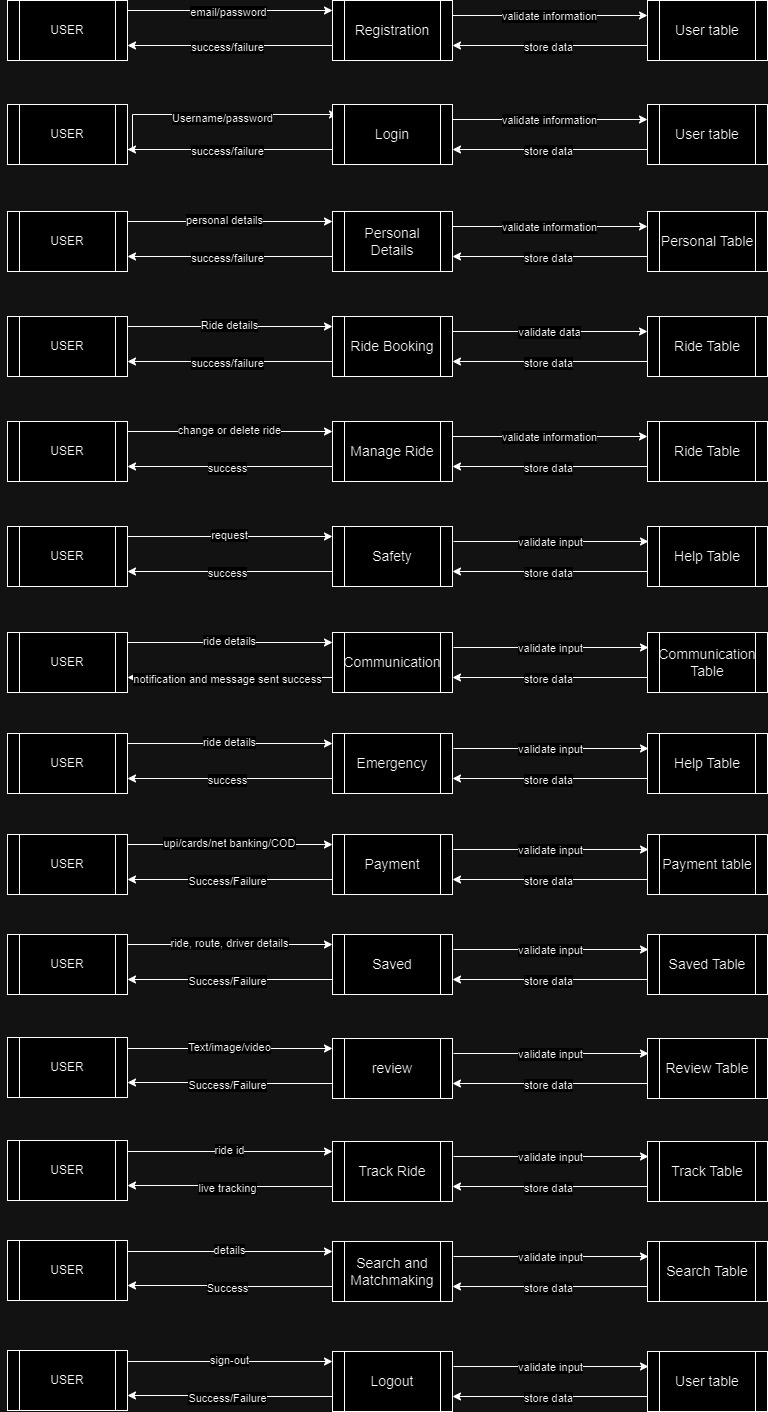 email/password
USER
Registration
validate information
User table
success/failure
store data
Username/password
USER
Login
validate information
User table
success/failure
store data
personal details
USER
Personal
Details
validate information
Personal Table
success/failure
store data
Ride details
USER
Ride Booking
validate data
Ride Table
success/failure
store data
change or delete ride
USER
Manage Ride
validate information
Ride Table
success
store data
request
USER
Safety
validate input
Help Table
success
store data
ride details
USER
Communication
validate input
Communication
Table
notification and message sent success
store data
ride details
USER
Emergency
validate input
Help Table
success
store data
upi/cards/net banking/COD
USER
Payment
validate input
Payment table
Success/Failure
store data
ride, route, driver details
USER
Saved
validate input
Saved Table
Success/Failure
store data
Text/image/video
USER
review
validate input
Review Table
Success/Failure
store data
ride id
USER
Track Ride
validate input
Track Table
live tracking
store data
details
USER
Search and
Matchmaking
validate input
Search Table
Success
store data
sign-out
USER
Logout
validate input
User table
Success/Failure
store data